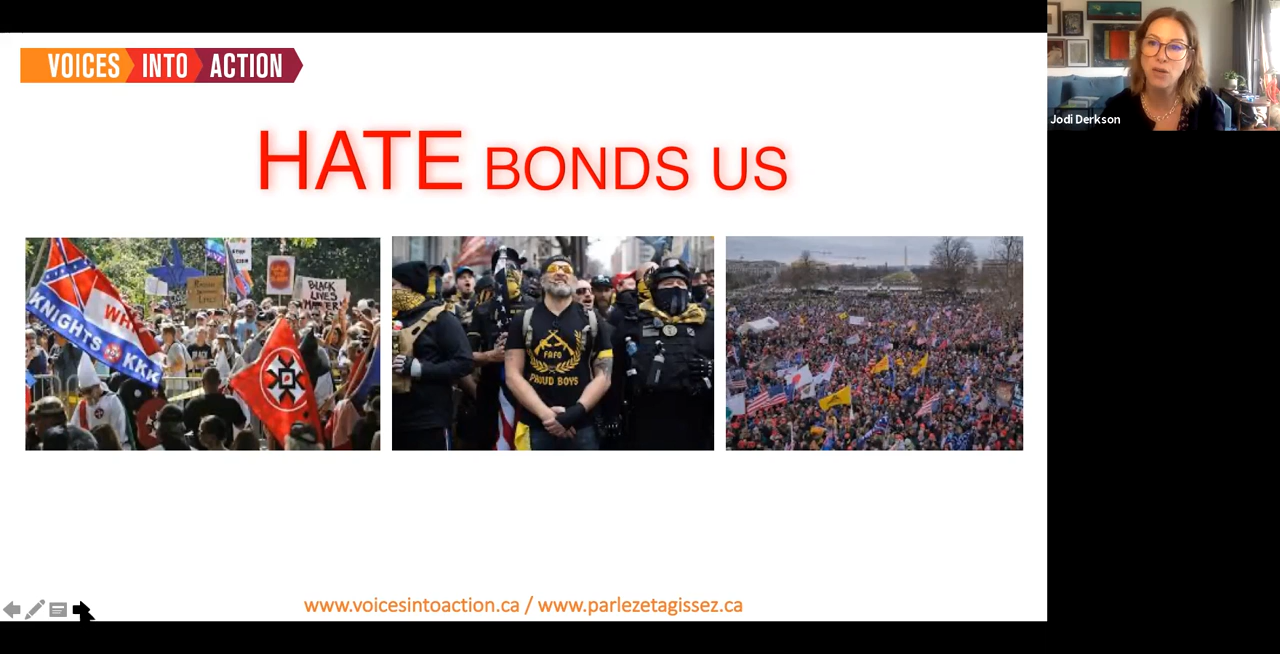 VOICES INTO ACTION
Jodi Derkson
HATE BONDS US
BLACK
LIVES
MATTER
KNIGHTS KKK
FAFO
PROUD BOYS
www.voicesintoaction.ca / www.parlezetagissez.ca